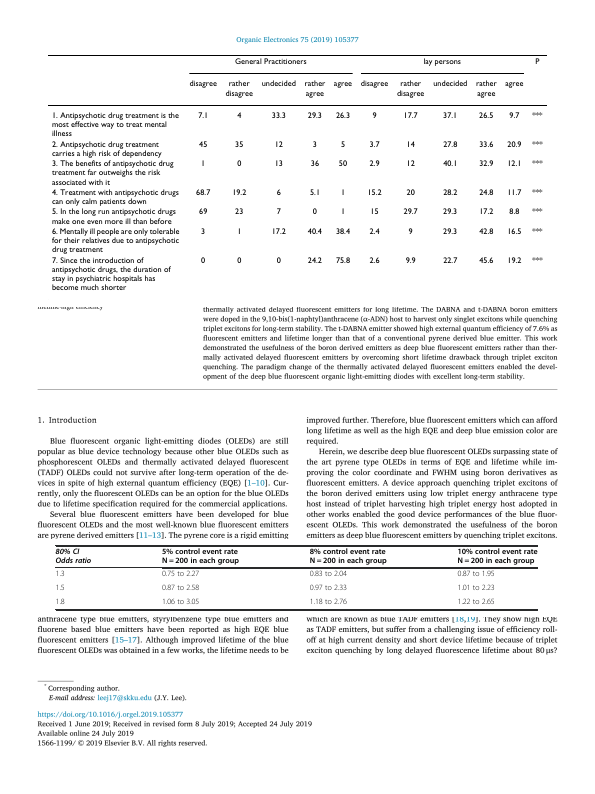 Organic Electronics 75 (2019) 105377
General Practitioners lay persons P
disagree rather disagree undecided rather agree agree disagree rather disagree undecided rather agree agree
1. Antipsychotic drug treatment is the 7.1 4 33.3 29.3 26.3 9 17.7 37.1 26.5 9.7 ***
most effective way to treat mental
illness
2. Antipsychotic drug treatment 45 35 12 3 5 3.7 14 27.8 33.6 20.9 ***
carries a high risk of dependency
3. The benefits of antipsychotic drug 1 0 13 36 50 2.9 12 40.1 32.9 12.1 ***
treatment far outweighs the risk
associated with it
4. Treatment with antipsychotic drugs 68.7 19.2 6 5.1 1 15.2 20 28.2 24.8 11.7 ***
can only calm patients down
5. In the long run antipsychotic drugs 69 23 7 0 1 15 29.7 29.3 17.2 8.8 ***
make one even more ill than before
6. Mentally ill people are only tolerable 3 1 17.2 40.4 38.4 2.4 9 29.3 42.8 16.5 ***
for their relatives due to antipsychotic
drug treatment
7. Since the introduction of 0 0 0 24.2 75.8 2.6 9.9 22.7 45.6 19.2 ***
antipsychotic drugs, the duration of
stay in psychiatric hospitals has
become much shorter
thermally activated delayed fluorescent emitters for long lifetime. The DABNA and t-DABNA boron emitters
were doped in the 9,10-bis(1-naphtyl)anthracene (α-ADN) host to harvest only singlet excitons while quenching
triplet excitons for long-term stability. The t-DABNA emitter showed high external quantum efficiency of 7.6% as
fluorescent emitters and lifetime longer than that of a conventional pyrene derived blue emitter. This work
demonstrated the usefulness of the boron derived emitters as deep blue fluorescent emitters rather than ther-
mally activated delayed fluorescent emitters by overcoming short lifetime drawback through triplet exciton
quenching. The paradigm change of the thermally activated delayed fluorescent emitters enabled the devel-
opment of the deep blue fluorescent organic light-emitting diodes with excellent long-term stability.
1. Introduction
Blue fluorescent organic light-emitting diodes (OLEDs) are still
popular as blue device technology because other blue OLEDs such as
phosphorescent OLEDs and thermally activated delayed fluorescent
(TADF) OLEDs could not survive after long-term operation of the de-
vices in spite of high external quantum efficiency (EQE) [1–10]. Cur-
rently, only the fluorescent OLEDs can be an option for the blue OLEDs
due to lifetime specification required for the commercial applications.
Several blue fluorescent emitters have been developed for blue
fluorescent OLEDs and the most well-known blue fluorescent emitters
are pyrene derived emitters [11–13]. The pyrene core is a rigid emitting
improved further. Therefore, blue fluorescent emitters which can afford
long lifetime as well as the high EQE and deep blue emission color are
required.
Herein, we describe deep blue fluorescent OLEDs surpassing state of
the art pyrene type OLEDs in terms of EQE and lifetime while im-
proving the color coordinate and FWHM using boron derivatives as
fluorescent emitters. A device approach quenching triplet excitons of
the boron derived emitters using low triplet energy anthracene type
host instead of triplet harvesting high triplet energy host adopted in
other works enabled the good device performances of the blue fluor-
escent OLEDs. This work demonstrated the usefulness of the boron
emitters as deep blue fluorescent emitters by quenching triplet excitons.
80% CI 5% control event rate 8% control event rate 10% control event rate
Odds ratio N = 200 in each group N = 200 in each group N = 200 in each group
1.3 0.75 to 2.27 0.83 to 2.04 0.87 to 1.95
1.5 0.87 to 2.58 0.97 to 2.33 1.01 to 2.23
1.8 1.06 to 3.05 1.18 to 2.76 1.22 to 2.65
anthracene type blue emitters, styrylbenzene type blue emitters and
fluorene based blue emitters have been reported as high EQE blue
fluorescent emitters [15–17]. Although improved lifetime of the blue
fluorescent OLEDs was obtained in a few works, the lifetime needs to be
which are known as blue TADF emitters [18,19]. They show high EQE
as TADF emitters, but suffer from a challenging issue of efficiency roll-
off at high current density and short device lifetime because of triplet
exciton quenching by long delayed fluorescence lifetime about 80 μs?
* Corresponding author.
E-mail address: leej17@skku.edu (J.Y. Lee).
https://doi.org/10.1016/j.orgel.2019.105377
Received 1 June 2019; Received in revised form 8 July 2019; Accepted 24 July 2019
Available online 24 July 2019
1566-1199/ © 2019 Elsevier B.V. All rights reserved.